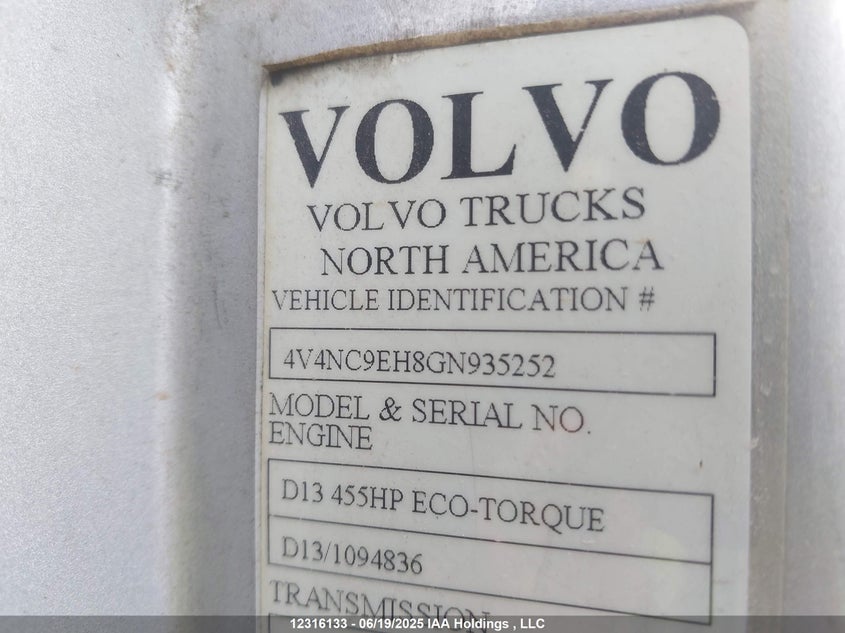 VOLVO
VOLVO TRUCKS
NORTH AMERICA
VEHICLE IDENTIFICATION #
4V4NC9EH8GN935252
MODEL & SERIAL NO.
ENGINE
D13 455HP ECO-TORQUE
D13/1094836
TRANSMISSION
12316133 - 06/19/2025 IAA Holdings , LLC